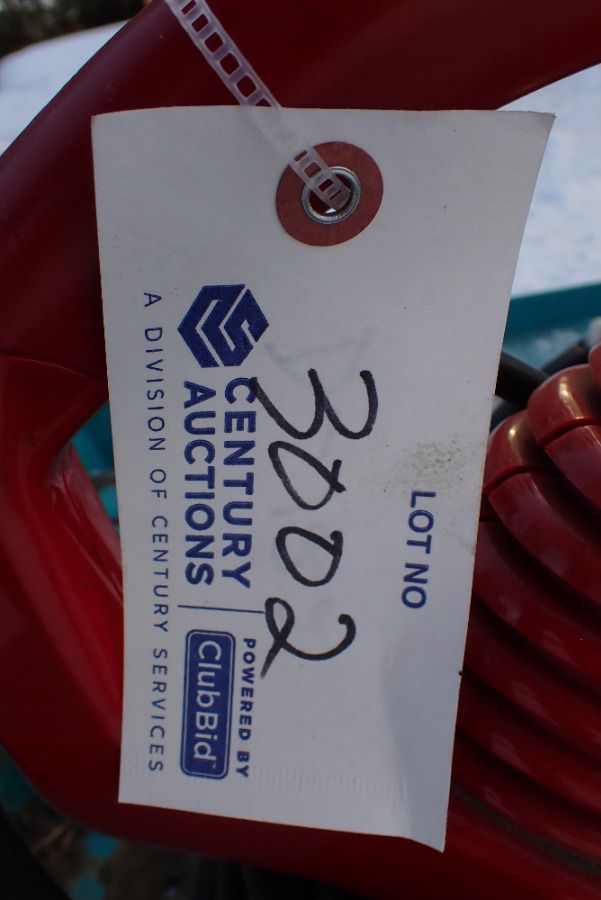 LOT NO
3002
CENTURY
AUCTIONS
A DIVISION OF CENTURY SERVICES
POWERED BY
ClubBid